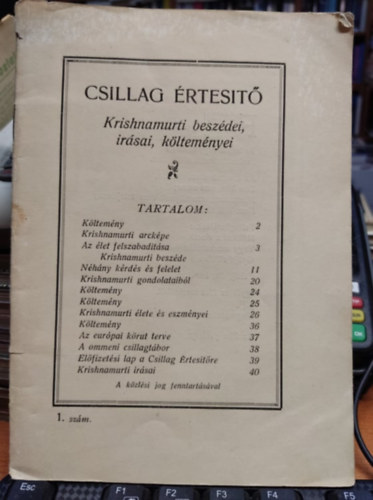 CSILLAG ÉRTESITŐ
Krishnamurti beszédei,
irásai, költeményei
TARTALOM:
Költemény 2
Krishnamurti arcképe
Az élet felszabadítása 3
Krishnamurti beszéde
Néhány kérdés és felelet 11
Krishnamurti gondolataiból 20
Költemény 24
Költemény 25
Krishnamurti élete és eszményei 26
Költemény 36
Az európai körut terve 37
A ommeni csillagtábor 38
Előfizetési lap a Csillag Értesitőre 39
Krishnamurti irásai 40
A közlési jog fenntartásával
1. szám.
Esc
F1
F2
F3
F4
F5